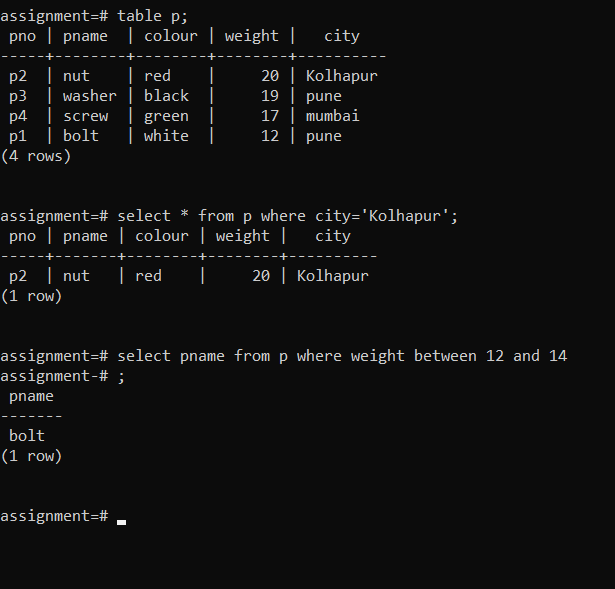 assignment=# table p;
 pno | pname  | colour | weight |   city
-----+--------+--------+--------+----------
 p2  | nut    | red    |     20 | Kolhapur
 p3  | washer | black  |     19 | pune
 p4  | screw  | green  |     17 | mumbai
 p1  | bolt   | white  |     12 | pune
(4 rows)
assignment=# select * from p where city='Kolhapur';
 pno | pname | colour | weight |   city
-----+-------+--------+--------+----------
 p2  | nut   | red    |     20 | Kolhapur
(1 row)
assignment=# select pname from p where weight between 12 and 14
assignment-# ;
 pname
-------
 bolt
(1 row)
assignment=#